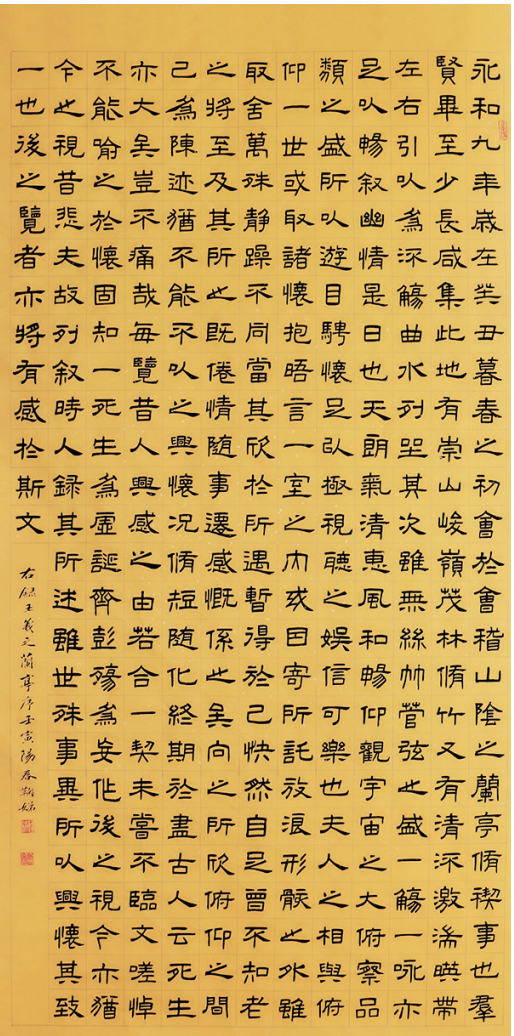 永和九年歲在癸丑暮春之初會於會稽山陰之蘭亭脩禊事也羣
賢畢至少長咸集此地有崇山峻嶺茂林脩竹又有清流激湍暎帶
左右引以為流觴曲水列坐其次雖無絲竹管弦之盛一觴一詠亦
足以暢叙幽情是日也天朗氣清惠風和暢仰觀宇宙之大俯察品
類之盛所以遊目騁懷足以極視聽之娛信可樂也夫人之相與俯
仰一世或取諸懷抱晤言一室之內或因寄所託放浪形骸之外雖
取舍萬殊静躁不同當其欣於所遇暫得於己快然自足曾不知老
之將至及其所之既倦情随事遷感慨係之矣向之所欣俯仰之間
已為陳迹猶不能不以之興懷況脩短随化終期於盡古人云死生
亦大矣豈不痛哉每覽昔人興感之由若合一契未嘗不臨文嗟悼
不能喻之於懷固知一死生為虛誕齊彭殤為妄作後之視今亦猶
今之視昔悲夫故列叙時人録其所述雖世殊事異所以興懷其致
一也後之覽者亦將有感於斯文
右録王羲之蘭亭序壬寅陽春